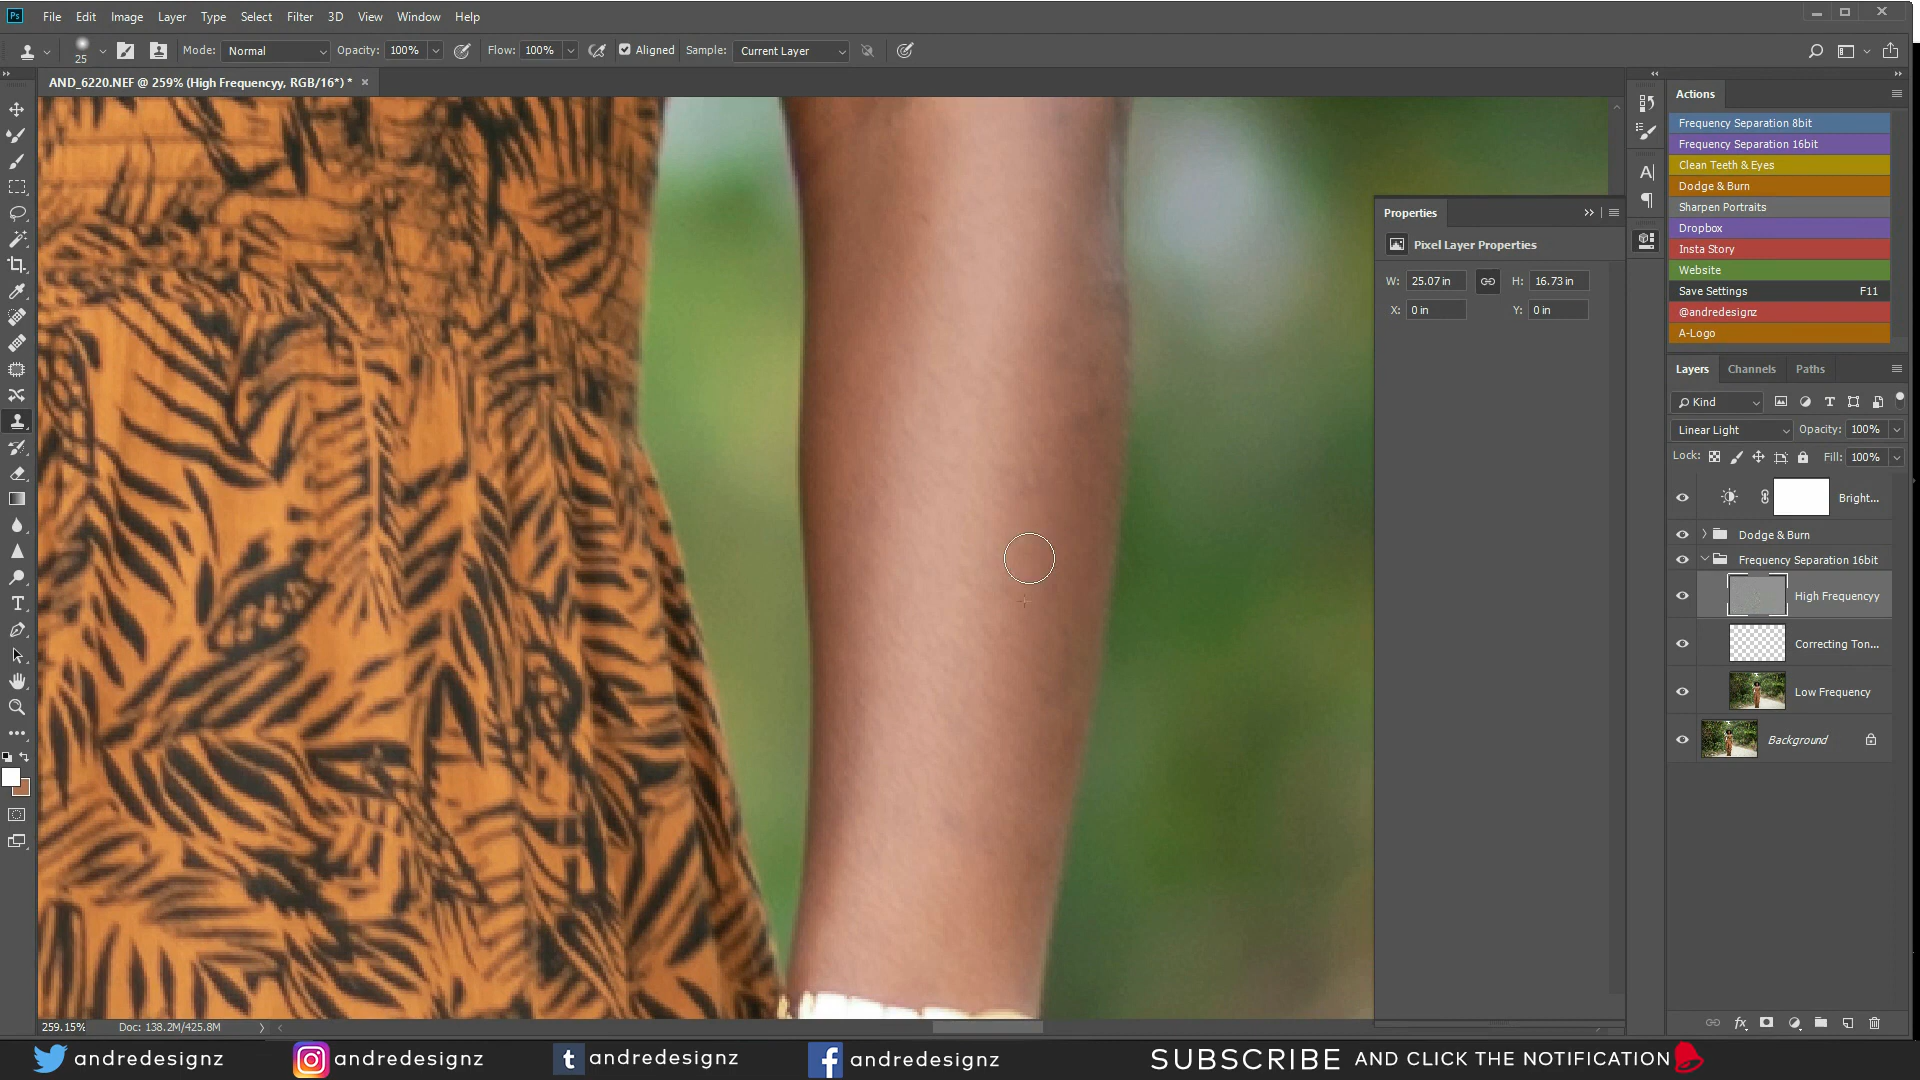 Ps File Edit Image Layer Type Select Filter 3D View Window Help
25 Mode: Normal Opacity: 100% Flow: 100% Aligned Sample: Current Layer
AND_6220.NEF @ 259% (High Frequencyy, RGB/16*) * ×
Actions
Frequency Separation 8bit
Frequency Separation 16bit
Clean Teeth & Eyes
Dodge & Burn
Sharpen Portraits
Dropbox
Insta Story
Website
Save Settings F11
@andredesignz
A-Logo
Properties
Pixel Layer Properties
W: 25.07 in H: 16.73 in
X: 0 in Y: 0 in
Layers Channels Paths
Kind
Linear Light Opacity: 100%
Lock: Fill: 100%
Bright...
Dodge & Burn
Frequency Separation 16bit
High Frequencyy
Correcting Ton...
Low Frequency
Background
259.15% Doc: 138.2M/425.8M
andredesignz andredesignz andredesignz andredesignz SUBSCRIBE AND CLICK THE NOTIFICATION